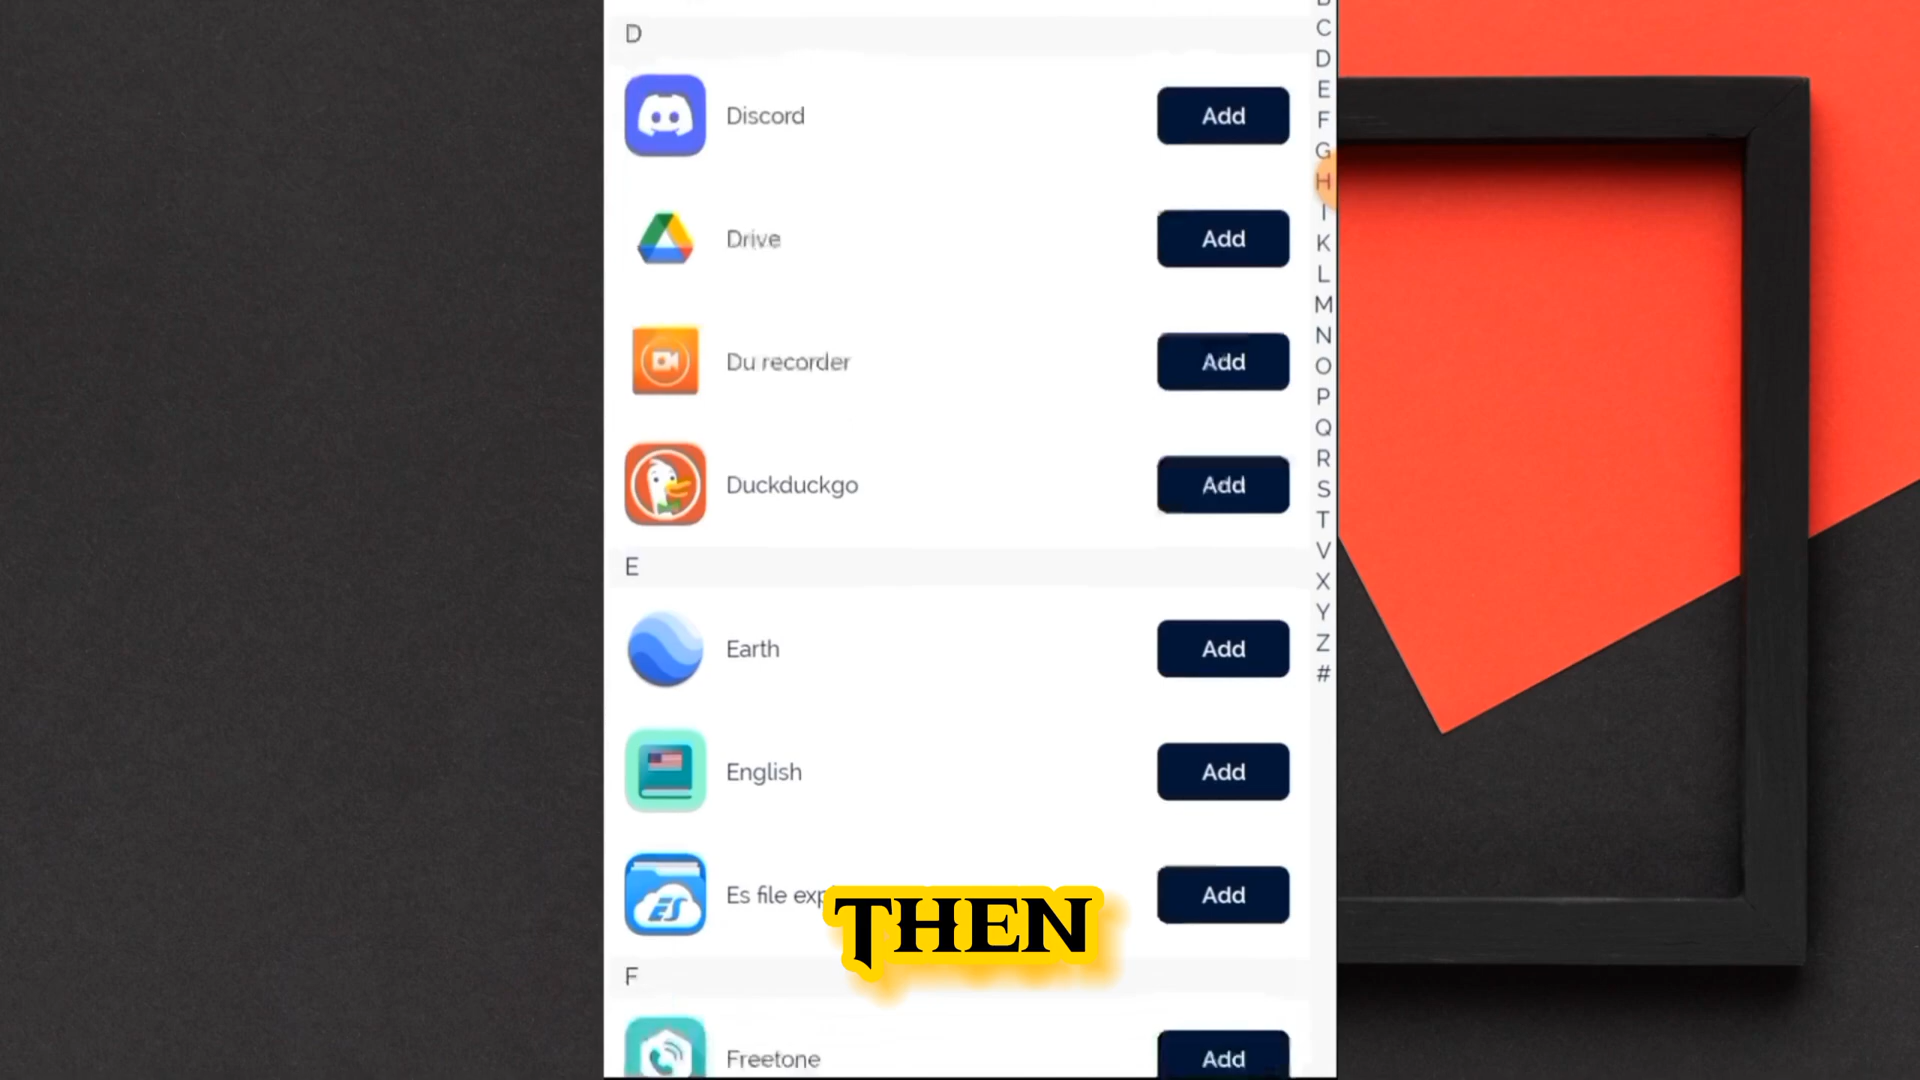 D
Discord Add
Drive Add
Du recorder Add
Duckduckgo Add
E
Earth Add
English Add
Es file exp Add
THEN
F
Freetone Add
C
D
E
F
G
H
I
K
L
M
N
O
P
Q
R
S
T
V
X
Y
Z
#